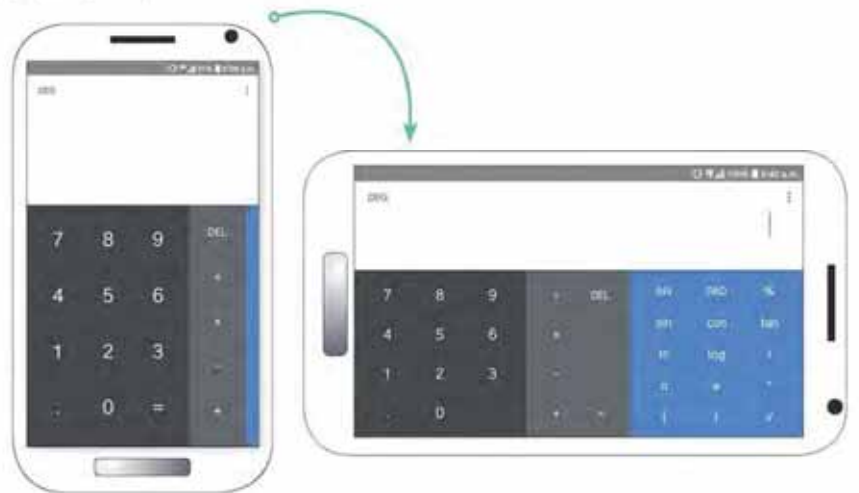 DEG
7 8 9 DEL
4 5 6 ÷
1 2 3 −
. 0 = +
DEG
7 8 9 ÷ DEL INV RAD %
4 5 6 × sin cos tan
1 2 3 − ln log !
. 0 + = π e ^
( ) √